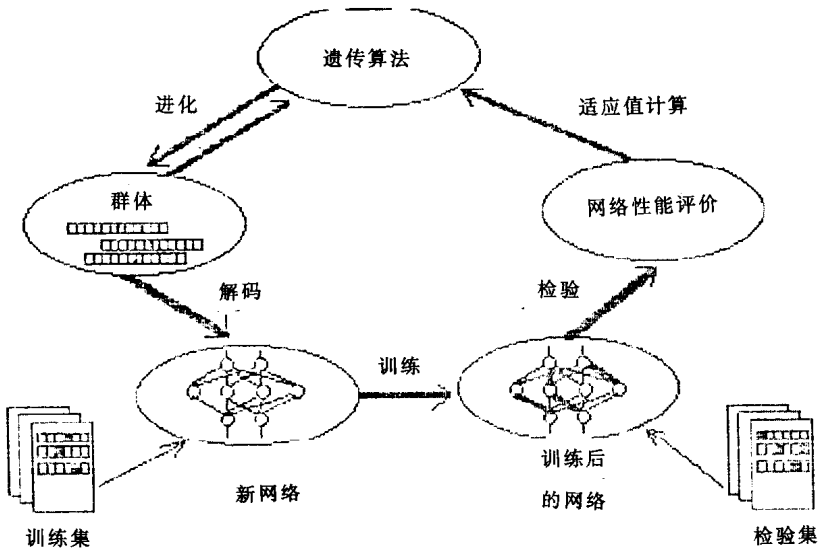 遗传算法
进化
适应值计算
群体
网络性能评价
解码
检验
训练
训练后
的网络
新网络
训练集
检验集